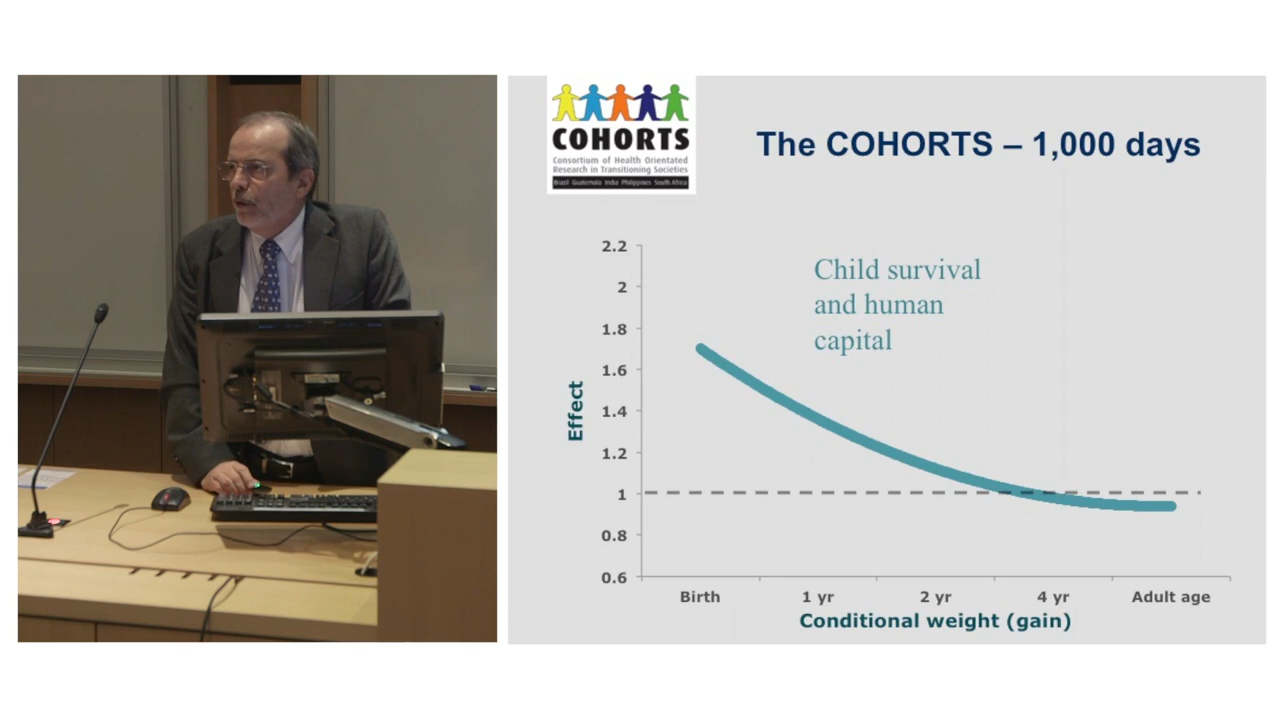 COHORTS
Consortium of Health Orientated
Research in Transitioning Societies
Brazil Guatemala India Philippines South Africa
The COHORTS – 1,000 days
Child survival
and human
capital
2.2
2
1.8
1.6
1.4
1.2
1
0.8
0.6
Effect
Birth
1 yr
2 yr
4 yr
Adult age
Conditional weight (gain)